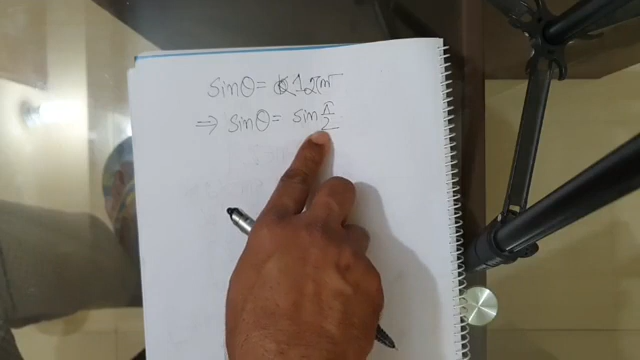 sinθ = 1
⇒ sinθ = sin π/2